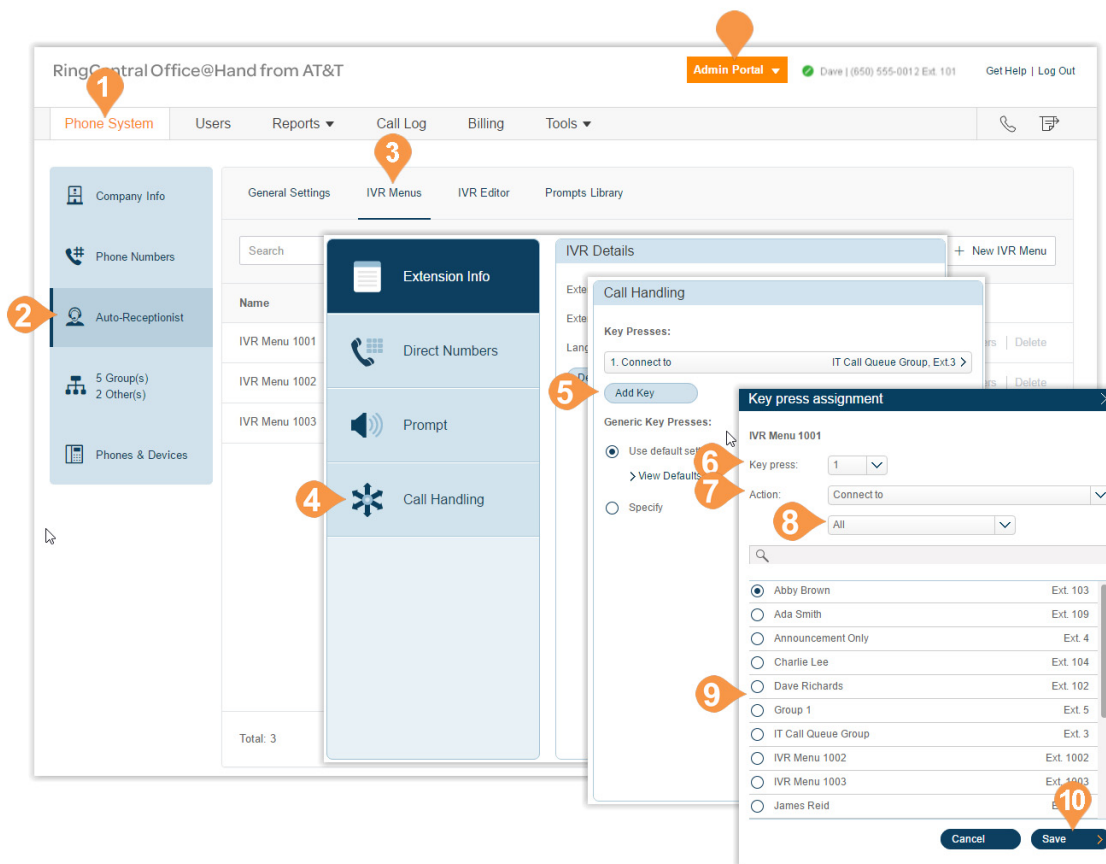 RingCentral Office@Hand from AT&T
Admin Portal
Dave | (650) 555-0012 Ext. 101
Get Help | Log Out
1
Phone System
Users
Reports
Call Log
Billing
Tools
3
Company Info
Phone Numbers
2
Auto-Receptionist
5 Group(s)
2 Other(s)
Phones & Devices
General Settings
IVR Menus
IVR Editor
Prompts Library
Search
+ New IVR Menu
Name
IVR Menu 1001
Delete
IVR Menu 1002
Delete
IVR Menu 1003
Total: 3
Extension Info
Direct Numbers
Prompt
4
Call Handling
IVR Details
Call Handling
Key Presses:
1. Connect to
IT Call Queue Group, Ext.3 >
5
Add Key
Generic Key Presses:
Use default
> View Defaults
Specify
Key press assignment
IVR Menu 1001
6
Key press:
1
7
Action:
Connect to
8
All
Abby Brown
Ext. 103
Ada Smith
Ext. 109
Announcement Only
Ext. 4
Charlie Lee
Ext. 104
Dave Richards
Ext. 102
9
Group 1
Ext. 5
IT Call Queue Group
Ext. 3
IVR Menu 1002
Ext. 1002
IVR Menu 1003
Ext. 1003
James Reid
10
Cancel
Save